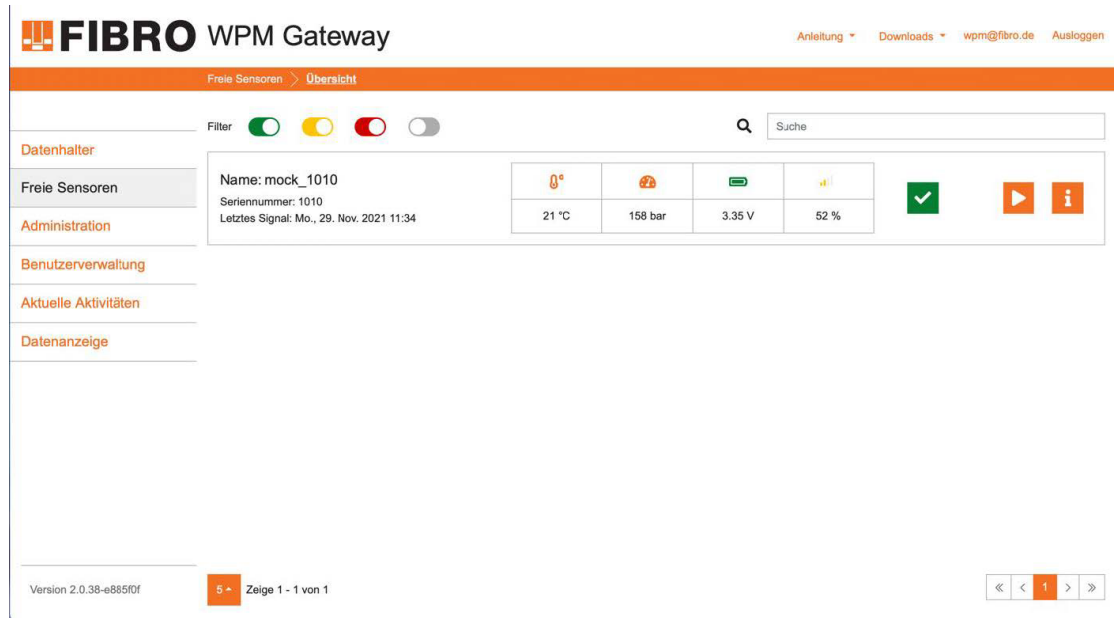 FIBRO WPM Gateway
Anleitung Downloads wpm@fibro.de Ausloggen
Freie Sensoren Übersicht
Filter
Suche
Datenhalter
Freie Sensoren
Administration
Benutzerverwaltung
Aktuelle Aktivitäten
Datenanzeige
Name: mock_1010
Seriennummer: 1010
Letztes Signal: Mo., 29. Nov. 2021 11:34
21 °C 158 bar 3.35 V 52 %
Version 2.0.38-e885f0f
5 Zeige 1 - 1 von 1
« < 1 > »